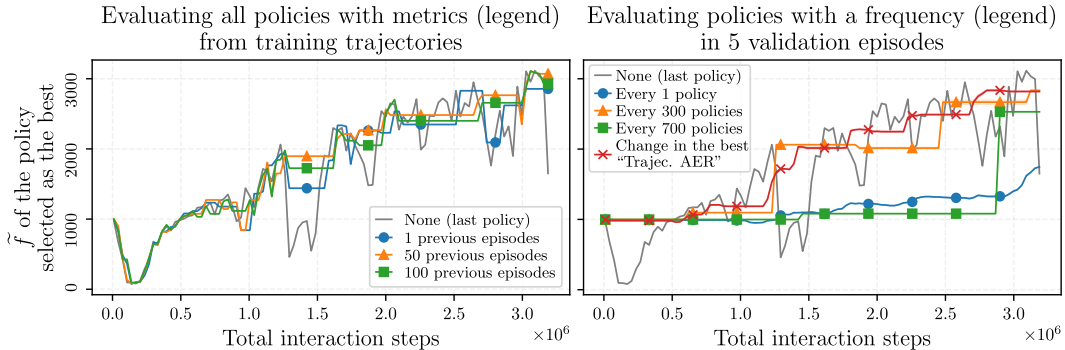 Evaluating all policies with metrics (legend)
from training trajectories
f̃ of the policy
selected as the best
0
1000
2000
3000
None (last policy)
1 previous episodes
50 previous episodes
100 previous episodes
0.0 0.5 1.0 1.5 2.0 2.5 3.0
×10⁶
Total interaction steps
Evaluating policies with a frequency (legend)
in 5 validation episodes
None (last policy)
Every 1 policy
Every 300 policies
Every 700 policies
Change in the best
“Trajec. AER”
0.0 0.5 1.0 1.5 2.0 2.5 3.0
×10⁶
Total interaction steps